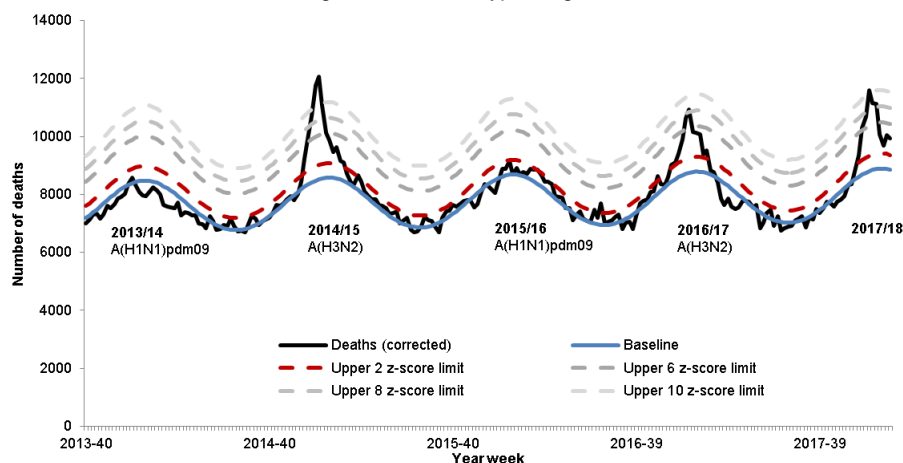 14000
12000
10000
8000
6000
4000
2000
0
Number of deaths
2013/14
A(H1N1)pdm09
2014/15
A(H3N2)
2015/16
A(H1N1)pdm09
2016/17
A(H3N2)
2017/18
Deaths (corrected)
Baseline
Upper 2 z-score limit
Upper 6 z-score limit
Upper 8 z-score limit
Upper 10 z-score limit
2013-40
2014-40
2015-40
2016-39
2017-39
Year week